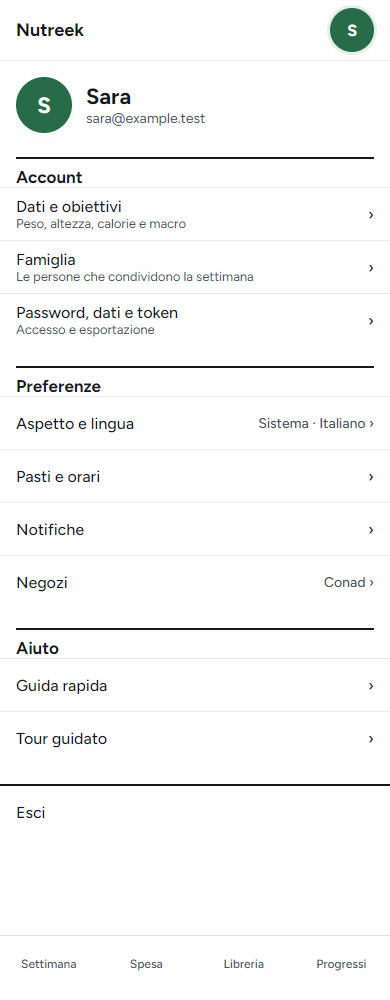 Nutreek
S
S
Sara
sara@example.test
Account
Dati e obiettivi
Peso, altezza, calorie e macro
›
Famiglia
Le persone che condividono la settimana
›
Password, dati e token
Accesso e esportazione
›
Preferenze
Aspetto e lingua
Sistema · Italiano ›
Pasti e orari
›
Notifiche
›
Negozi
Conad ›
Aiuto
Guida rapida
›
Tour guidato
›
Esci
Settimana
Spesa
Libreria
Progressi